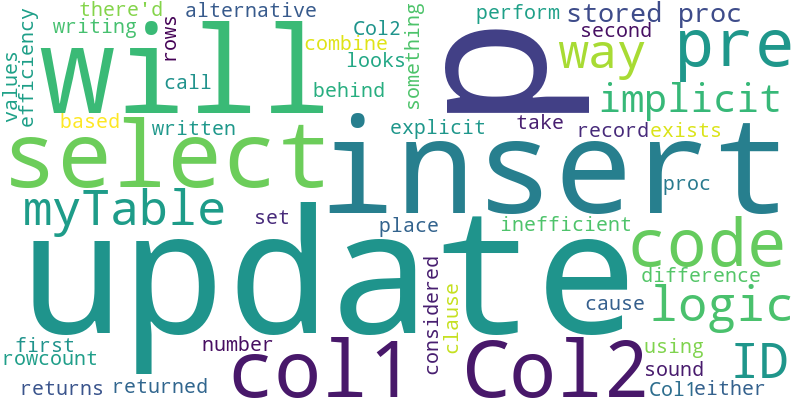 there'd
alternative
writing
rows
Col2
perform
stored proc
efficiency
values
will
combine
something
p
second
way
pre
looks
call
behind
implicit
based
written
explicit
take
record
exists
select
insert
proc
myTable
set
place
inefficient
code
update
difference
considered
clause
cause
logic
first
number
using
rowcount
col1
Col2
sound
ID
returns
returned
Col1
either